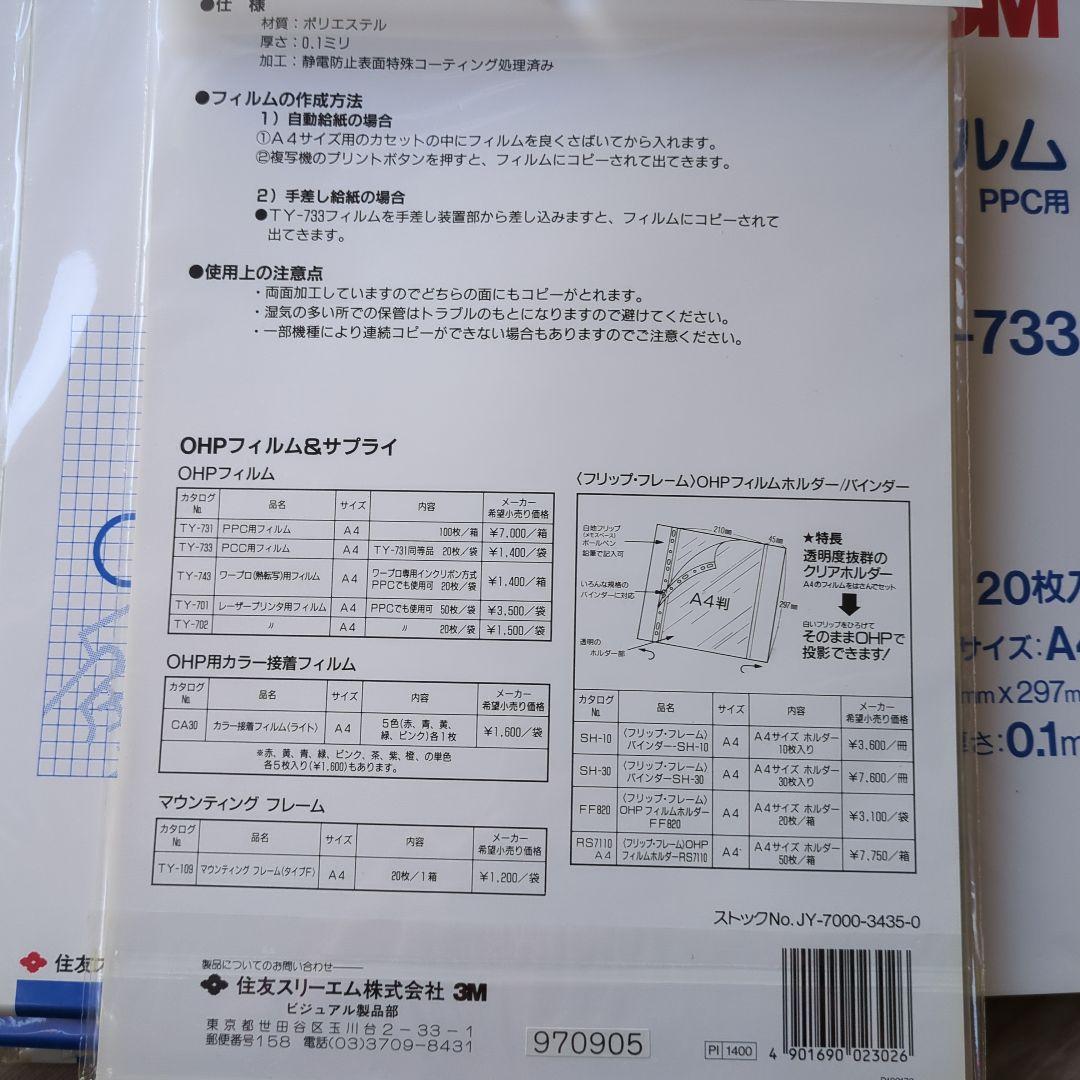 ●仕　様
材質：ポリエステル
厚さ：0.1ミリ
加工：静電防止表面特殊コーティング処理済み
●フィルムの作成方法
1）自動給紙の場合
①A4サイズ用のカセットの中にフィルムを良くさばいてから入れます。
②複写機のプリントボタンを押すと、フィルムにコピーされて出てきます。
2）手差し給紙の場合
●TY-733フィルムを手差し装置部から差し込みますと、フィルムにコピーされて
出てきます。
●使用上の注意点
・両面加工していますのでどちらの面にもコピーがとれます。
・湿気の多い所での保管はトラブルのもとになりますので避けてください。
・一部機種により連続コピーができない場合もありますのでご注意ください。
OHPフィルム&サプライ
OHPフィルム
カタログ№ 品名 サイズ 内容 メーカー希望小売り価格
TY-731 PPC用フィルム A4 100枚／箱 ¥7,000／箱
TY-733 PCC用フィルム A4 TY-731同等品 20枚／袋 ¥1,400／袋
TY-743 ワープロ(熱転写)用フィルム A4 ワープロ専用インクリボン方式 PPCでも使用可 20枚／袋 ¥1,400／箱
TY-701 レーザープリンタ用フィルム A4 PPCでも使用可 50枚／袋 ¥3,500／袋
TY-702 〃 A4 〃 20枚／袋 ¥1,500／袋
OHP用カラー接着フィルム
カタログ№ 品名 サイズ 内容 メーカー希望小売り価格
CA30 カラー接着フィルム(ライト) A4 5色(赤、青、黄、緑、ピンク)各1枚 ¥1,600／袋
※赤、黄、青、緑、ピンク、茶、紫、橙、の単色
各5枚入り(¥1,600)もあります。
マウンティング フレーム
カタログ№ 品名 サイズ 内容 メーカー希望小売り価格
TY-109 マウンティング フレーム(タイプF) A4 20枚／1箱 ¥1,200／袋
〈フリップ・フレーム〉OHPフィルムホルダー/バインダー
白地フリップ
(メモスペース)
ボールペン
鉛筆で記入可
いろんな規格の
バインダーに対応
透明の
ホルダー部
210㎜
45㎜
297㎜
A4判
★特長
透明度抜群の
クリアホルダー
A4のフィルムをはさんでセット
白いフリップをひろげて
そのままOHPで
投影できます!
カタログ№ 品名 サイズ 内容 メーカー希望小売り価格
SH-10 〈フリップ・フレーム〉バインダー-SH-10 A4 A4サイズ ホルダー 10枚入り ¥3,600／冊
SH-30 〈フリップ・フレーム〉バインダーSH-30 A4 A4サイズ ホルダー 30枚入り ¥7,600／冊
FF820 〈フリップ・フレーム〉OHPフィルムホルダー FF820 A4 A4サイズ ホルダー 20枚／箱 ¥3,100／袋
RS7110 A4 〈フリップ・フレーム〉OHPフィルムホルダーRS7110 A4 A4サイズ ホルダー 50枚／箱 ¥7,750／箱
ストックNo. JY-7000-3435-0
製品についてのお問い合わせ
住友スリーエム株式会社 3M
ビジュアル製品部
東京都世田谷区玉川台2-33-1
郵便番号158 電話(03)3709-8431
970905
PI 1400
4 901690 023026
3M
ルム
PPC用
-733
20枚入
サイズ：A4
mm x 297m
さ：0.1m
住友